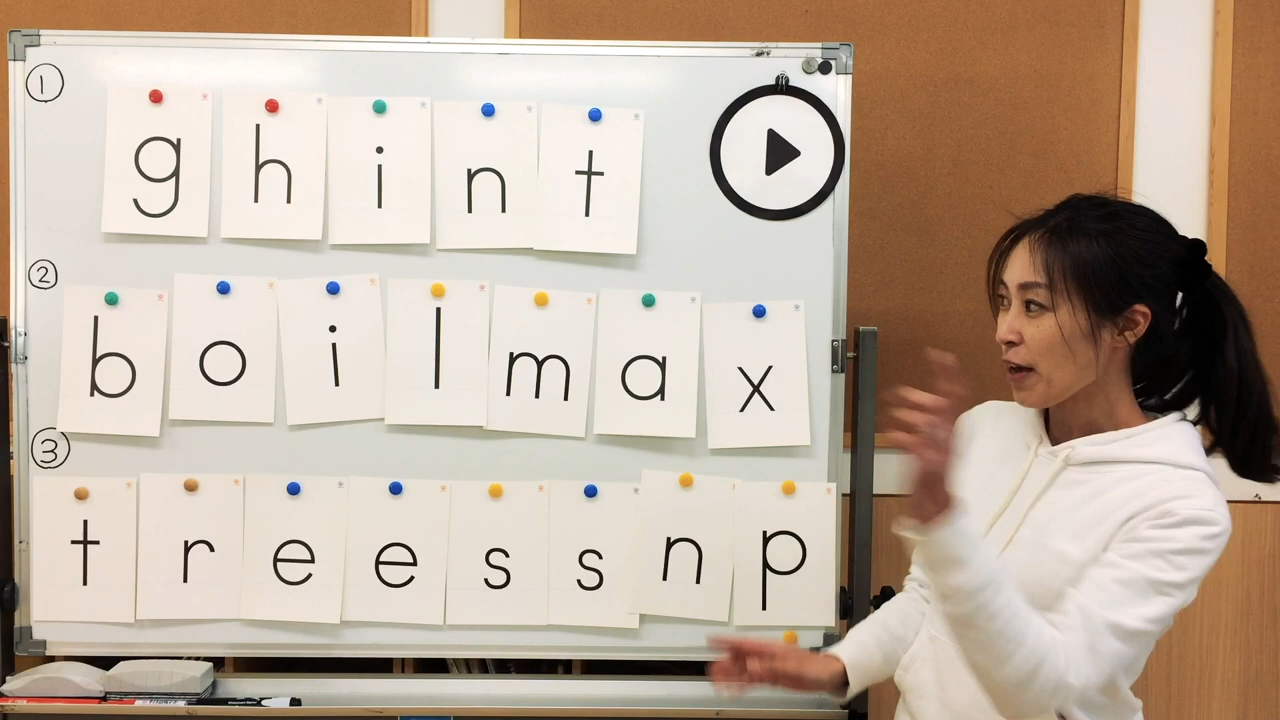 ① g h i n t
② b o i l m a x
③ t r e e s s n p